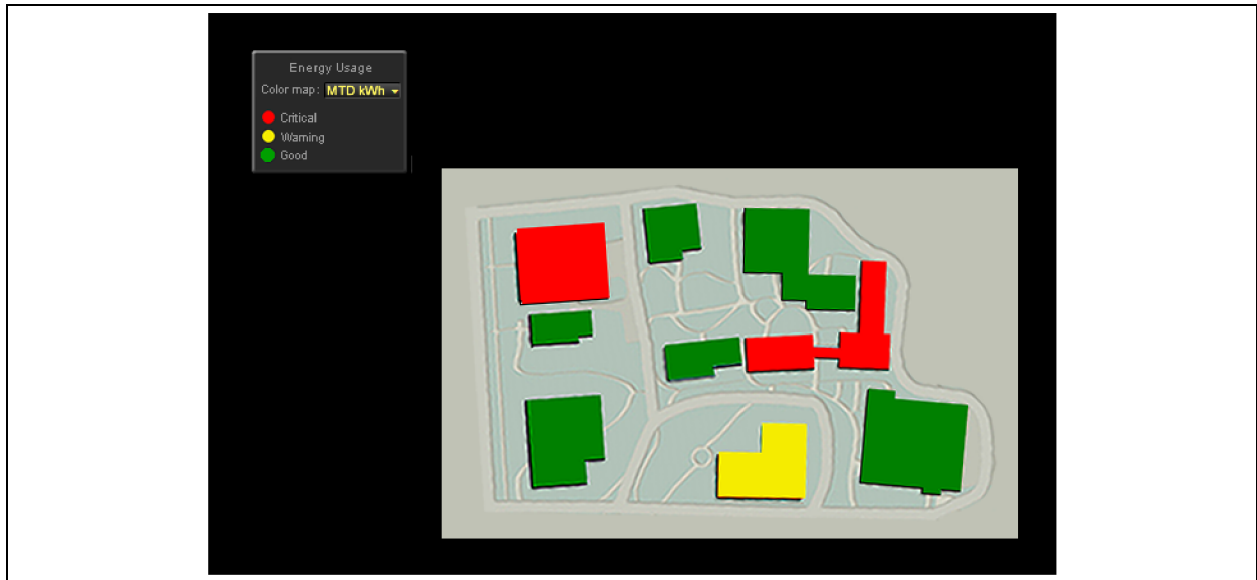 Energy Usage
Color map: MTD kWh
Critical
Warning
Good